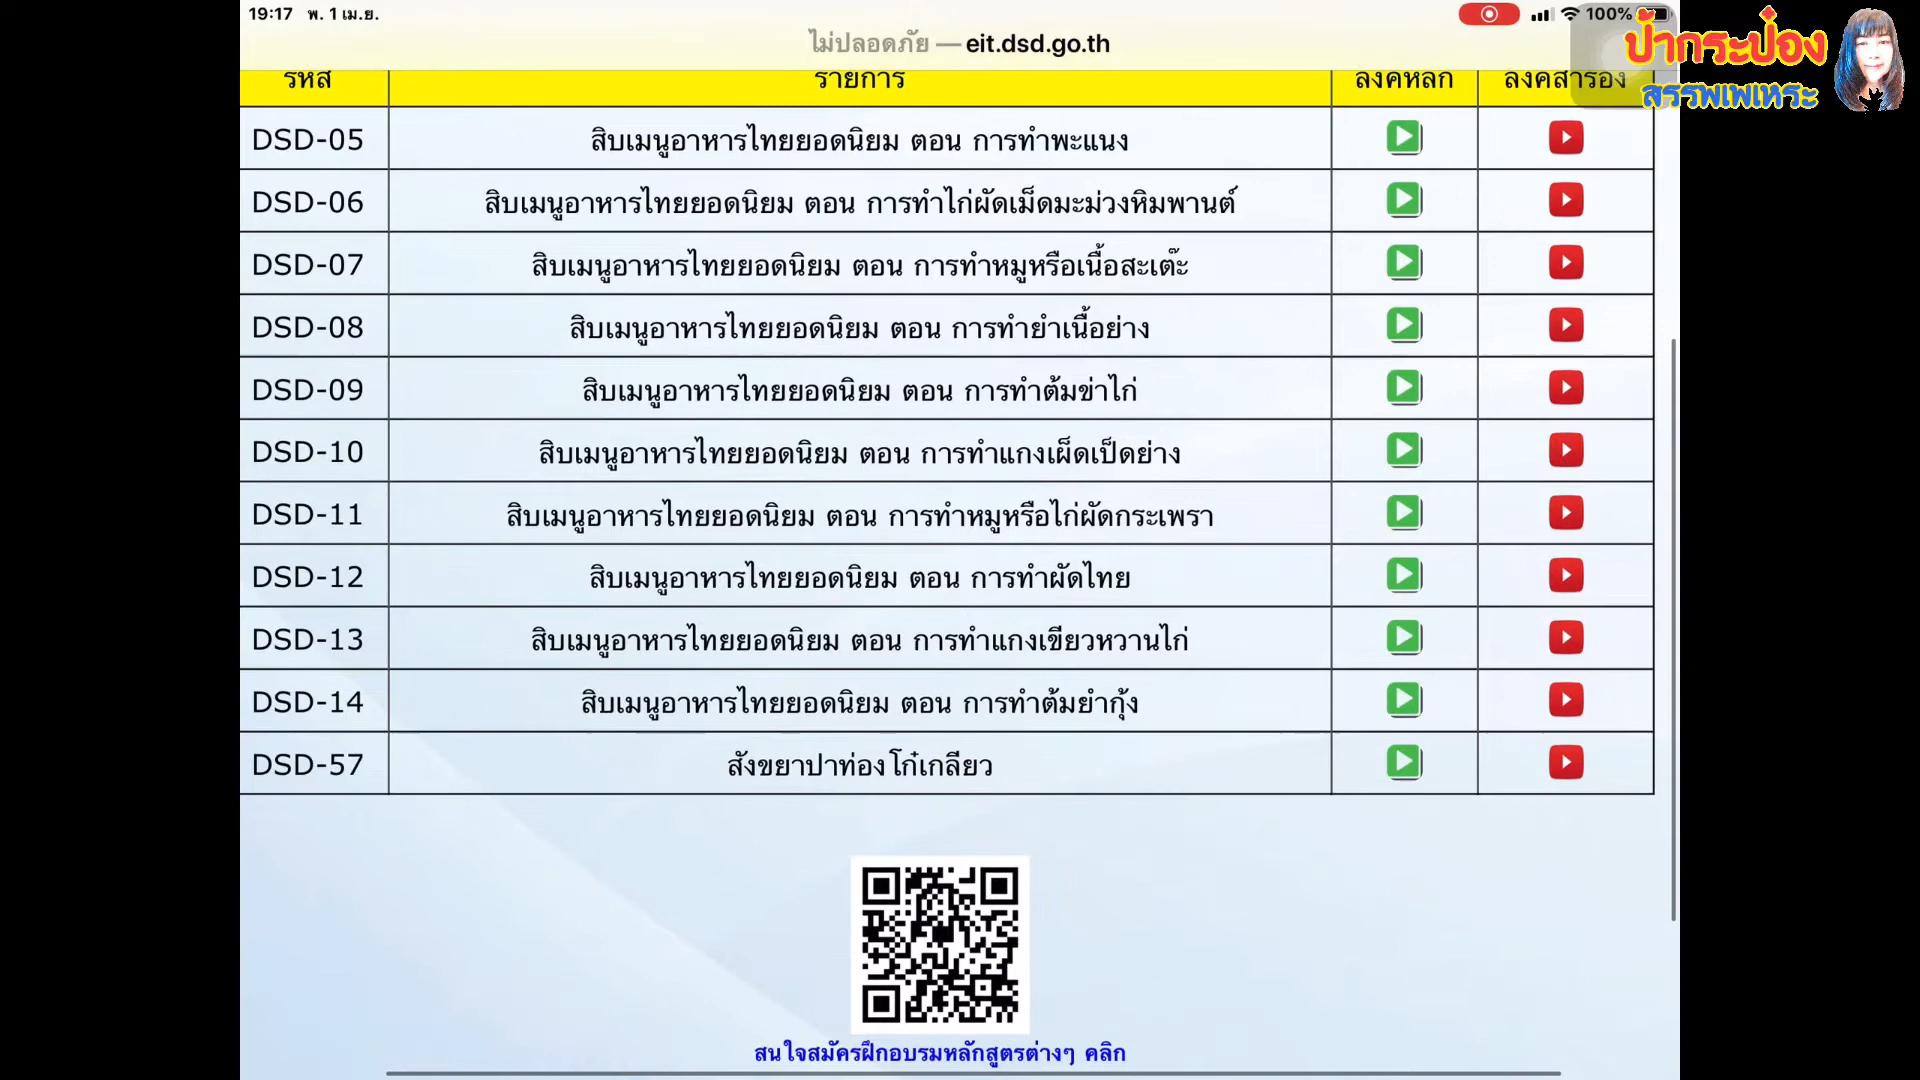 19:17 พ. 1 เม.ย.
100%
ไม่ปลอดภัย — eit.dsd.go.th
ป้ากระป๋อง
สรรพเพเหระ
รหัส รายการ ลิงค์หลัก ลิงค์สำรอง
DSD-05 สิบเมนูอาหารไทยยอดนิยม ตอน การทำพะแนง
DSD-06 สิบเมนูอาหารไทยยอดนิยม ตอน การทำไก่ผัดเม็ดมะม่วงหิมพานต์
DSD-07 สิบเมนูอาหารไทยยอดนิยม ตอน การทำหมูหรือเนื้อสะเต๊ะ
DSD-08 สิบเมนูอาหารไทยยอดนิยม ตอน การทำยำเนื้อย่าง
DSD-09 สิบเมนูอาหารไทยยอดนิยม ตอน การทำต้มข่าไก่
DSD-10 สิบเมนูอาหารไทยยอดนิยม ตอน การทำแกงเผ็ดเป็ดย่าง
DSD-11 สิบเมนูอาหารไทยยอดนิยม ตอน การทำหมูหรือไก่ผัดกระเพรา
DSD-12 สิบเมนูอาหารไทยยอดนิยม ตอน การทำผัดไทย
DSD-13 สิบเมนูอาหารไทยยอดนิยม ตอน การทำแกงเขียวหวานไก่
DSD-14 สิบเมนูอาหารไทยยอดนิยม ตอน การทำต้มยำกุ้ง
DSD-57 สังขยาปาท่องโก๋เกลียว
สนใจสมัครฝึกอบรมหลักสูตรต่างๆ คลิก